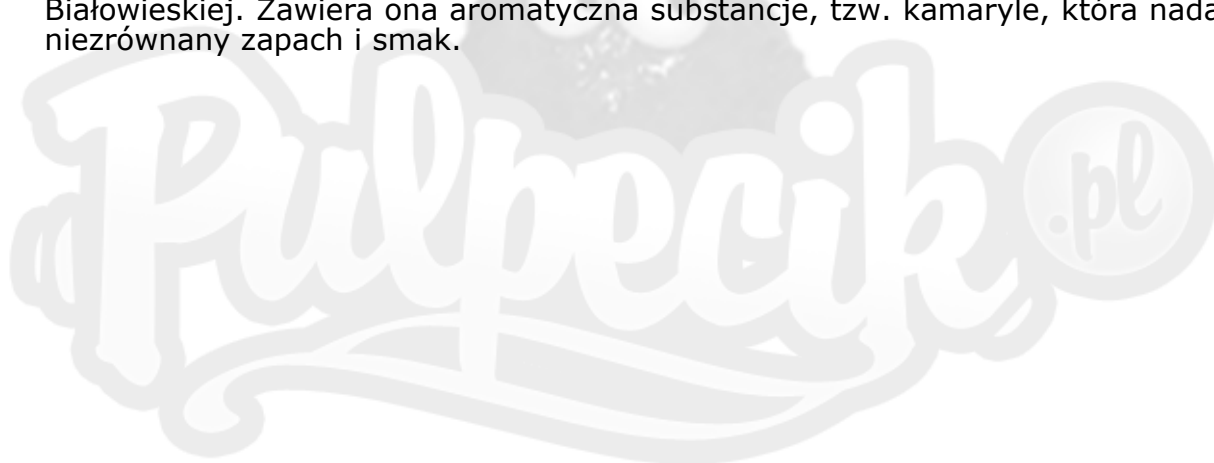 Białowieskiej. Zawiera ona aromatyczna substancje, tzw. kamaryle, która nada
niezrównany zapach i smak.
Pulpecik .pl